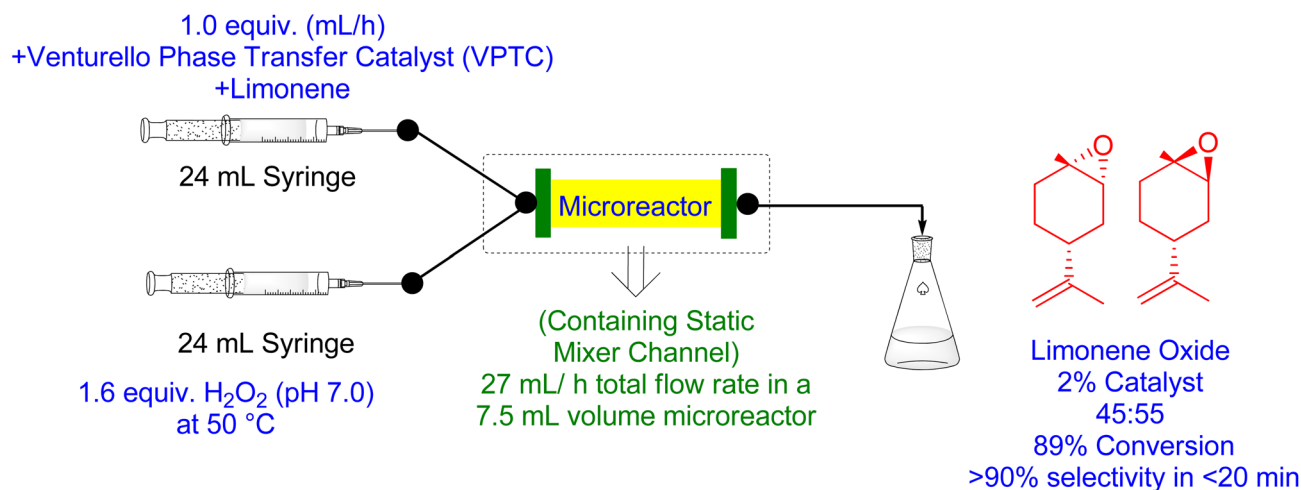 1.0 equiv. (mL/h)
+Venturello Phase Transfer Catalyst (VPTC)
+Limonene
24 mL Syringe
24 mL Syringe
1.6 equiv. H₂O₂ (pH 7.0)
at 50 °C
Microreactor
(Containing Static
Mixer Channel)
27 mL/ h total flow rate in a
7.5 mL volume microreactor
O
O
Limonene Oxide
2% Catalyst
45:55
89% Conversion
>90% selectivity in <20 min